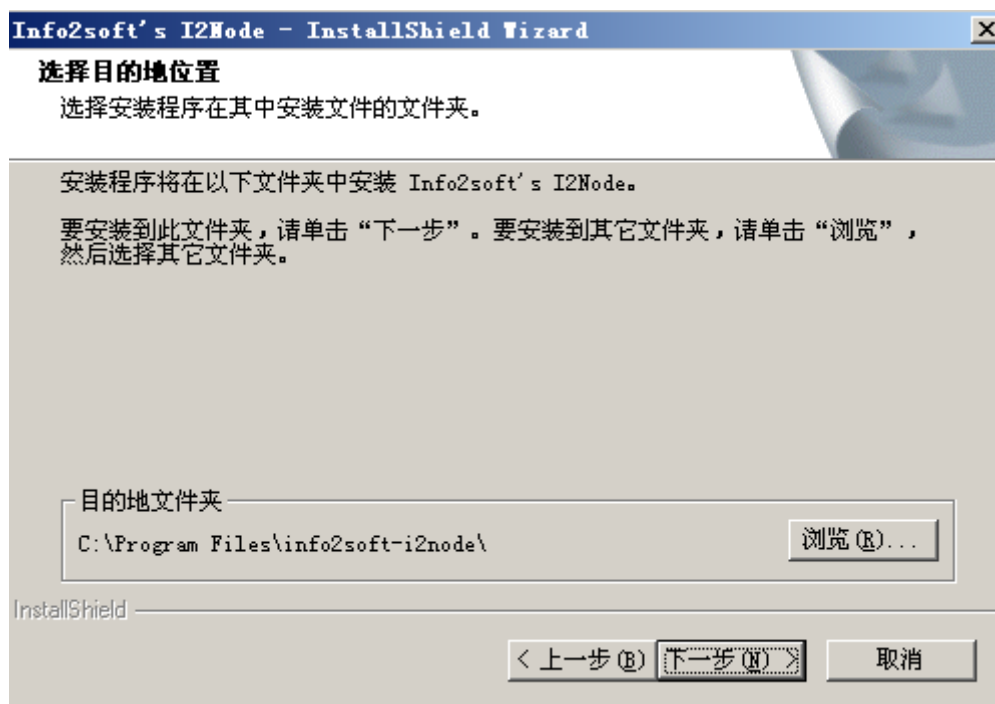 Info2soft's I2Node - InstallShield Wizard
选择目的地位置
选择安装程序在其中安装文件的文件夹。
安装程序将在以下文件夹中安装 Info2soft's I2Node。
要安装到此文件夹，请单击“下一步”。要安装到其它文件夹，请单击“浏览”，
然后选择其它文件夹。
目的地文件夹
C:\Program Files\info2soft-i2node\
浏览(R)...
InstallShield
< 上一步(B)
下一步(N) >
取消